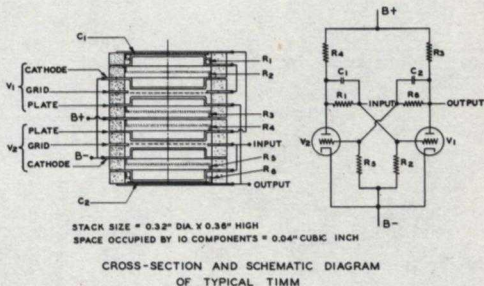 C1
CATHODE
V1
GRID
PLATE
B+
PLATE
V2
GRID
B-
CATHODE
C2
R1
R2
R3
R4
INPUT
R5
R6
OUTPUT
B+
R4
R3
C1
C2
R1
INPUT
R6
OUTPUT
V2
V1
R5
R2
B-
STACK SIZE = 0.32" DIA. X 0.36" HIGH
SPACE OCCUPIED BY 10 COMPONENTS = 0.04" CUBIC INCH
CROSS-SECTION AND SCHEMATIC DIAGRAM
OF TYPICAL TIMM